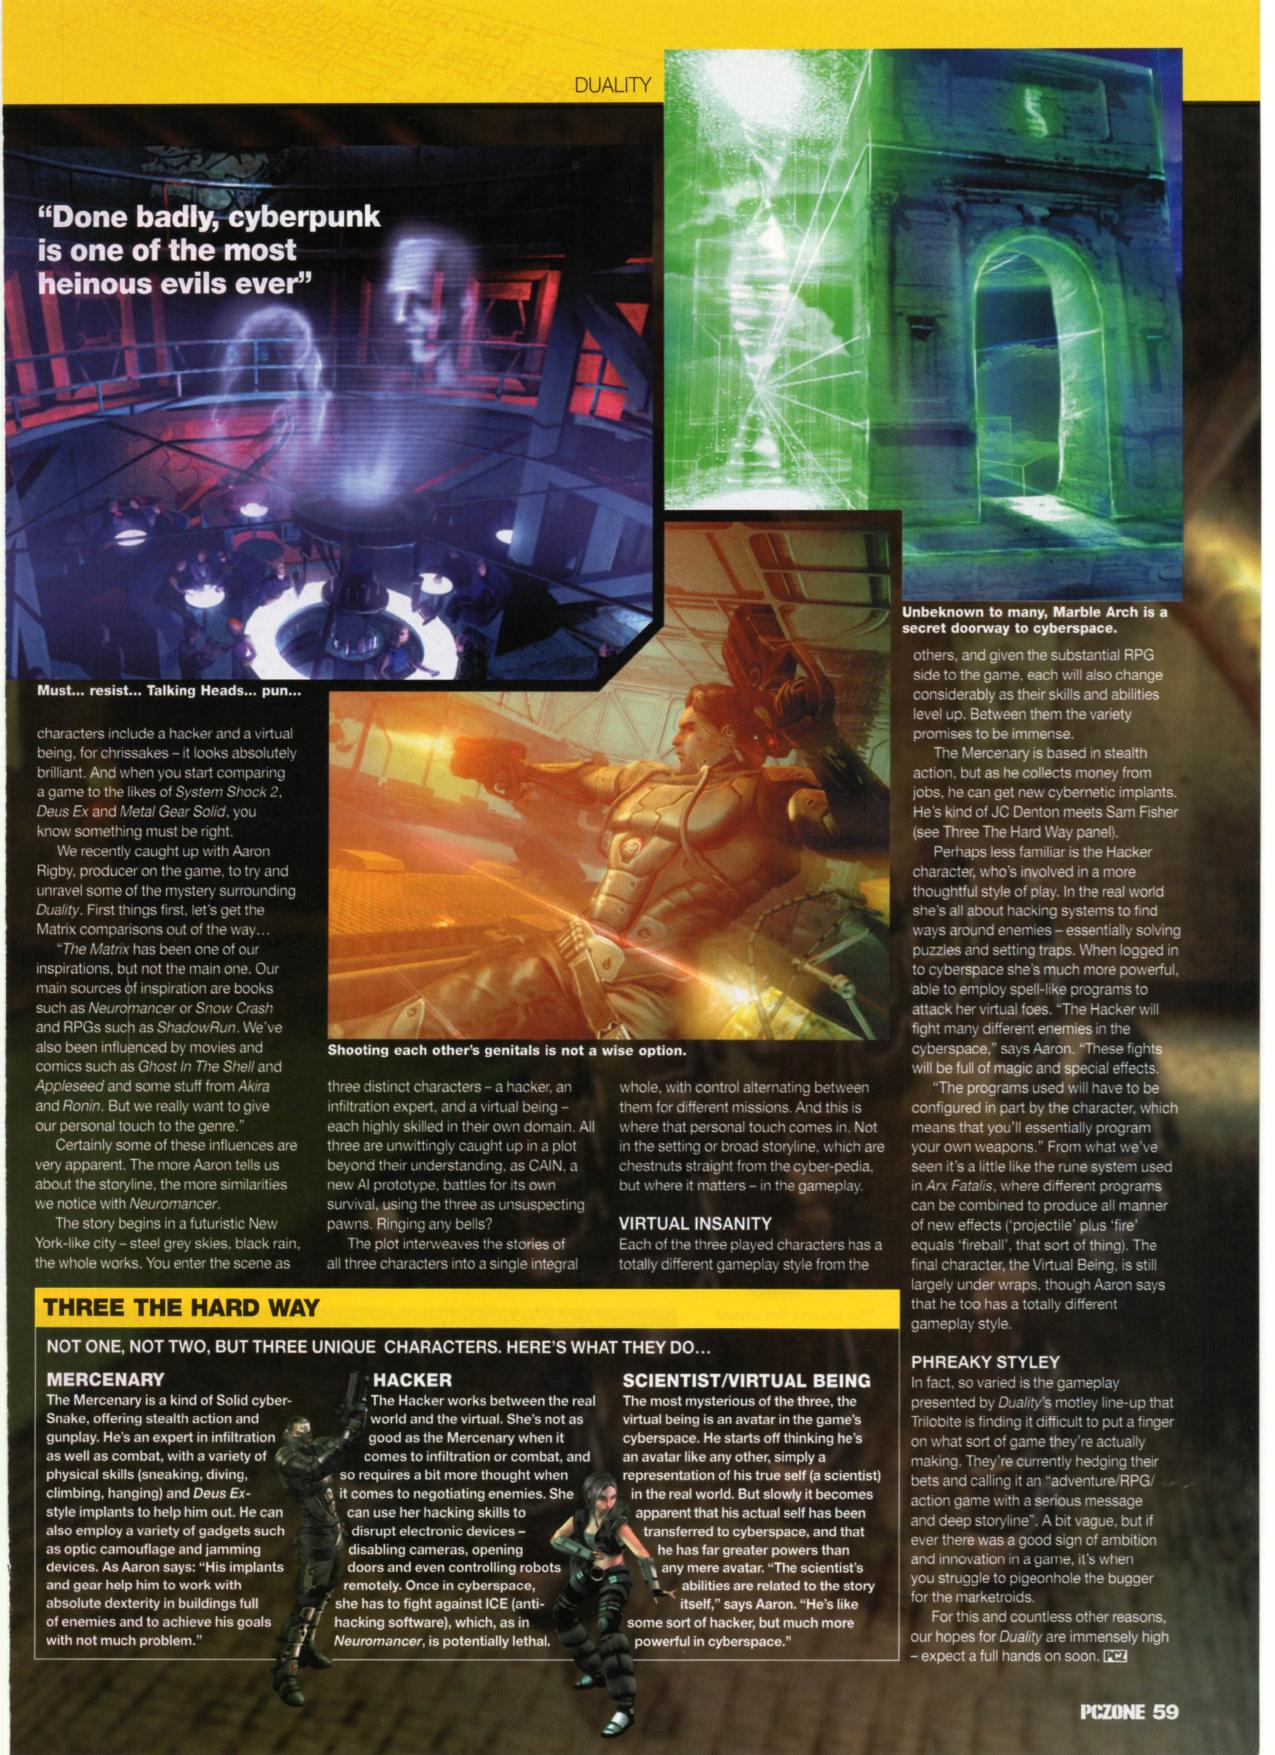 DUALITY
“Done badly, cyberpunk
is one of the most
heinous evils ever”
Must... resist... Talking Heads... pun...
Unbeknown to many, Marble Arch is a
secret doorway to cyberspace.
Shooting each other's genitals is not a wise option.
characters include a hacker and a virtual
being, for chrissakes – it looks absolutely
brilliant. And when you start comparing
a game to the likes of System Shock 2,
Deus Ex and Metal Gear Solid, you
know something must be right.
We recently caught up with Aaron
Rigby, producer on the game, to try and
unravel some of the mystery surrounding
Duality. First things first, let's get the
Matrix comparisons out of the way...
“The Matrix has been one of our
inspirations, but not the main one. Our
main sources of inspiration are books
such as Neuromancer or Snow Crash
and RPGs such as ShadowRun. We've
also been influenced by movies and
comics such as Ghost In The Shell and
Appleseed and some stuff from Akira
and Ronin. But we really want to give
our personal touch to the genre.”
Certainly some of these influences are
very apparent. The more Aaron tells us
about the storyline, the more similarities
we notice with Neuromancer.
The story begins in a futuristic New
York-like city – steel grey skies, black rain,
the whole works. You enter the scene as
three distinct characters – a hacker, an
infiltration expert, and a virtual being –
each highly skilled in their own domain. All
three are unwittingly caught up in a plot
beyond their understanding, as CAIN, a
new AI prototype, battles for its own
survival, using the three as unsuspecting
pawns. Ringing any bells?
The plot interweaves the stories of
all three characters into a single integral
whole, with control alternating between
them for different missions. And this is
where that personal touch comes in. Not
in the setting or broad storyline, which are
chestnuts straight from the cyber-pedia,
but where it matters – in the gameplay.
VIRTUAL INSANITY
Each of the three played characters has a
totally different gameplay style from the
others, and given the substantial RPG
side to the game, each will also change
considerably as their skills and abilities
level up. Between them the variety
promises to be immense.
The Mercenary is based in stealth
action, but as he collects money from
jobs, he can get new cybernetic implants.
He's kind of JC Denton meets Sam Fisher
(see Three The Hard Way panel).
Perhaps less familiar is the Hacker
character, who's involved in a more
thoughtful style of play. In the real world
she's all about hacking systems to find
ways around enemies – essentially solving
puzzles and setting traps. When logged in
to cyberspace she's much more powerful,
able to employ spell-like programs to
attack her virtual foes. “The Hacker will
fight many different enemies in the
cyberspace,” says Aaron. “These fights
will be full of magic and special effects.
“The programs used will have to be
configured in part by the character, which
means that you'll essentially program
your own weapons.” From what we've
seen it's a little like the rune system used
in Arx Fatalis, where different programs
can be combined to produce all manner
of new effects (‘projectile’ plus ‘fire’
equals ‘fireball’, that sort of thing). The
final character, the Virtual Being, is still
largely under wraps, though Aaron says
that he too has a totally different
gameplay style.
PHREAKY STYLEY
In fact, so varied is the gameplay
presented by Duality's motley line-up that
Trilobite is finding it difficult to put a finger
on what sort of game they're actually
making. They're currently hedging their
bets and calling it an “adventure/RPG/
action game with a serious message
and deep storyline”. A bit vague, but if
ever there was a good sign of ambition
and innovation in a game, it's when
you struggle to pigeonhole the bugger
for the marketroids.
For this and countless other reasons,
our hopes for Duality are immensely high
– expect a full hands on soon. PCZ
THREE THE HARD WAY
NOT ONE, NOT TWO, BUT THREE UNIQUE CHARACTERS. HERE'S WHAT THEY DO...
MERCENARY
The Mercenary is a kind of Solid cyber-
Snake, offering stealth action and
gunplay. He's an expert in infiltration
as well as combat, with a variety of
physical skills (sneaking, diving,
climbing, hanging) and Deus Ex-
style implants to help him out. He can
also employ a variety of gadgets such
as optic camouflage and jamming
devices. As Aaron says: “His implants
and gear help him to work with
absolute dexterity in buildings full
of enemies and to achieve his goals
with not much problem.”
HACKER
The Hacker works between the real
world and the virtual. She's not as
good as the Mercenary when it
comes to infiltration or combat, and
so requires a bit more thought when
it comes to negotiating enemies. She
can use her hacking skills to
disrupt electronic devices –
disabling cameras, opening
doors and even controlling robots
remotely. Once in cyberspace,
she has to fight against ICE (anti-
hacking software), which, as in
Neuromancer, is potentially lethal.
SCIENTIST/VIRTUAL BEING
The most mysterious of the three, the
virtual being is an avatar in the game's
cyberspace. He starts off thinking he's
an avatar like any other, simply a
representation of his true self (a scientist)
in the real world. But slowly it becomes
apparent that his actual self has been
transferred to cyberspace, and that
he has far greater powers than
any mere avatar. “The scientist's
abilities are related to the story
itself,” says Aaron. “He's like
some sort of hacker, but much more
powerful in cyberspace.”
PCZONE 59